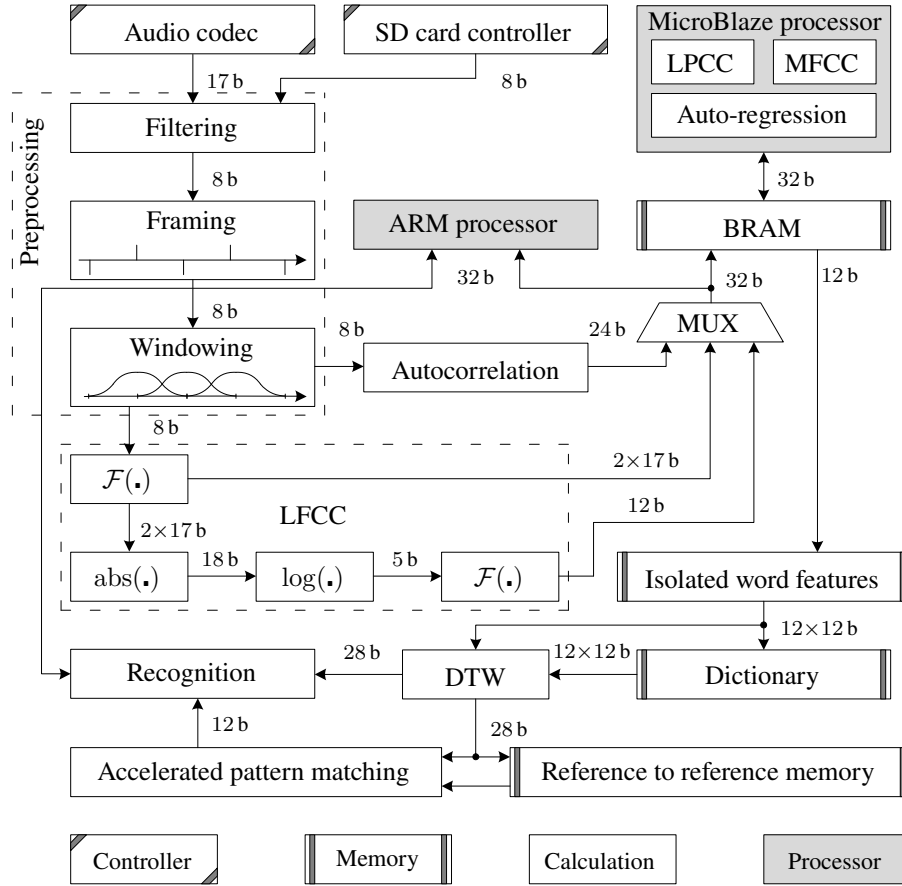 Audio codec
SD card controller
MicroBlaze processor
LPCC
MFCC
Auto-regression
17 b
8 b
Preprocessing
Filtering
8 b
32 b
Framing
ARM processor
BRAM
8 b
32 b
32 b
12 b
Windowing
8 b
Autocorrelation
24 b
MUX
8 b
ℱ(.)
2×17 b
LFCC
12 b
2×17 b
abs(.)
18 b
log(.)
5 b
ℱ(.)
Isolated word features
12×12 b
Recognition
28 b
DTW
12×12 b
Dictionary
12 b
28 b
Accelerated pattern matching
Reference to reference memory
Controller
Memory
Calculation
Processor